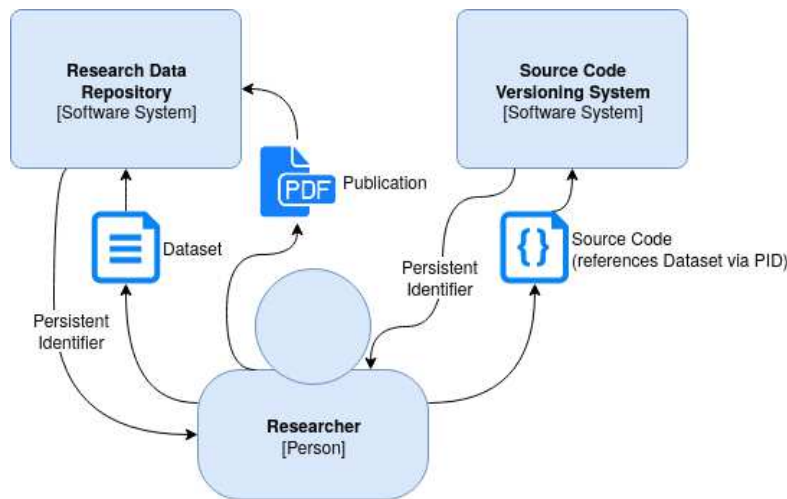 Research Data
Repository
[Software System]
Source Code
Versioning System
[Software System]
PDF
Publication
Dataset
{}
Source Code
(references Dataset via PID)
Persistent
Identifier
Persistent
Identifier
Researcher
[Person]